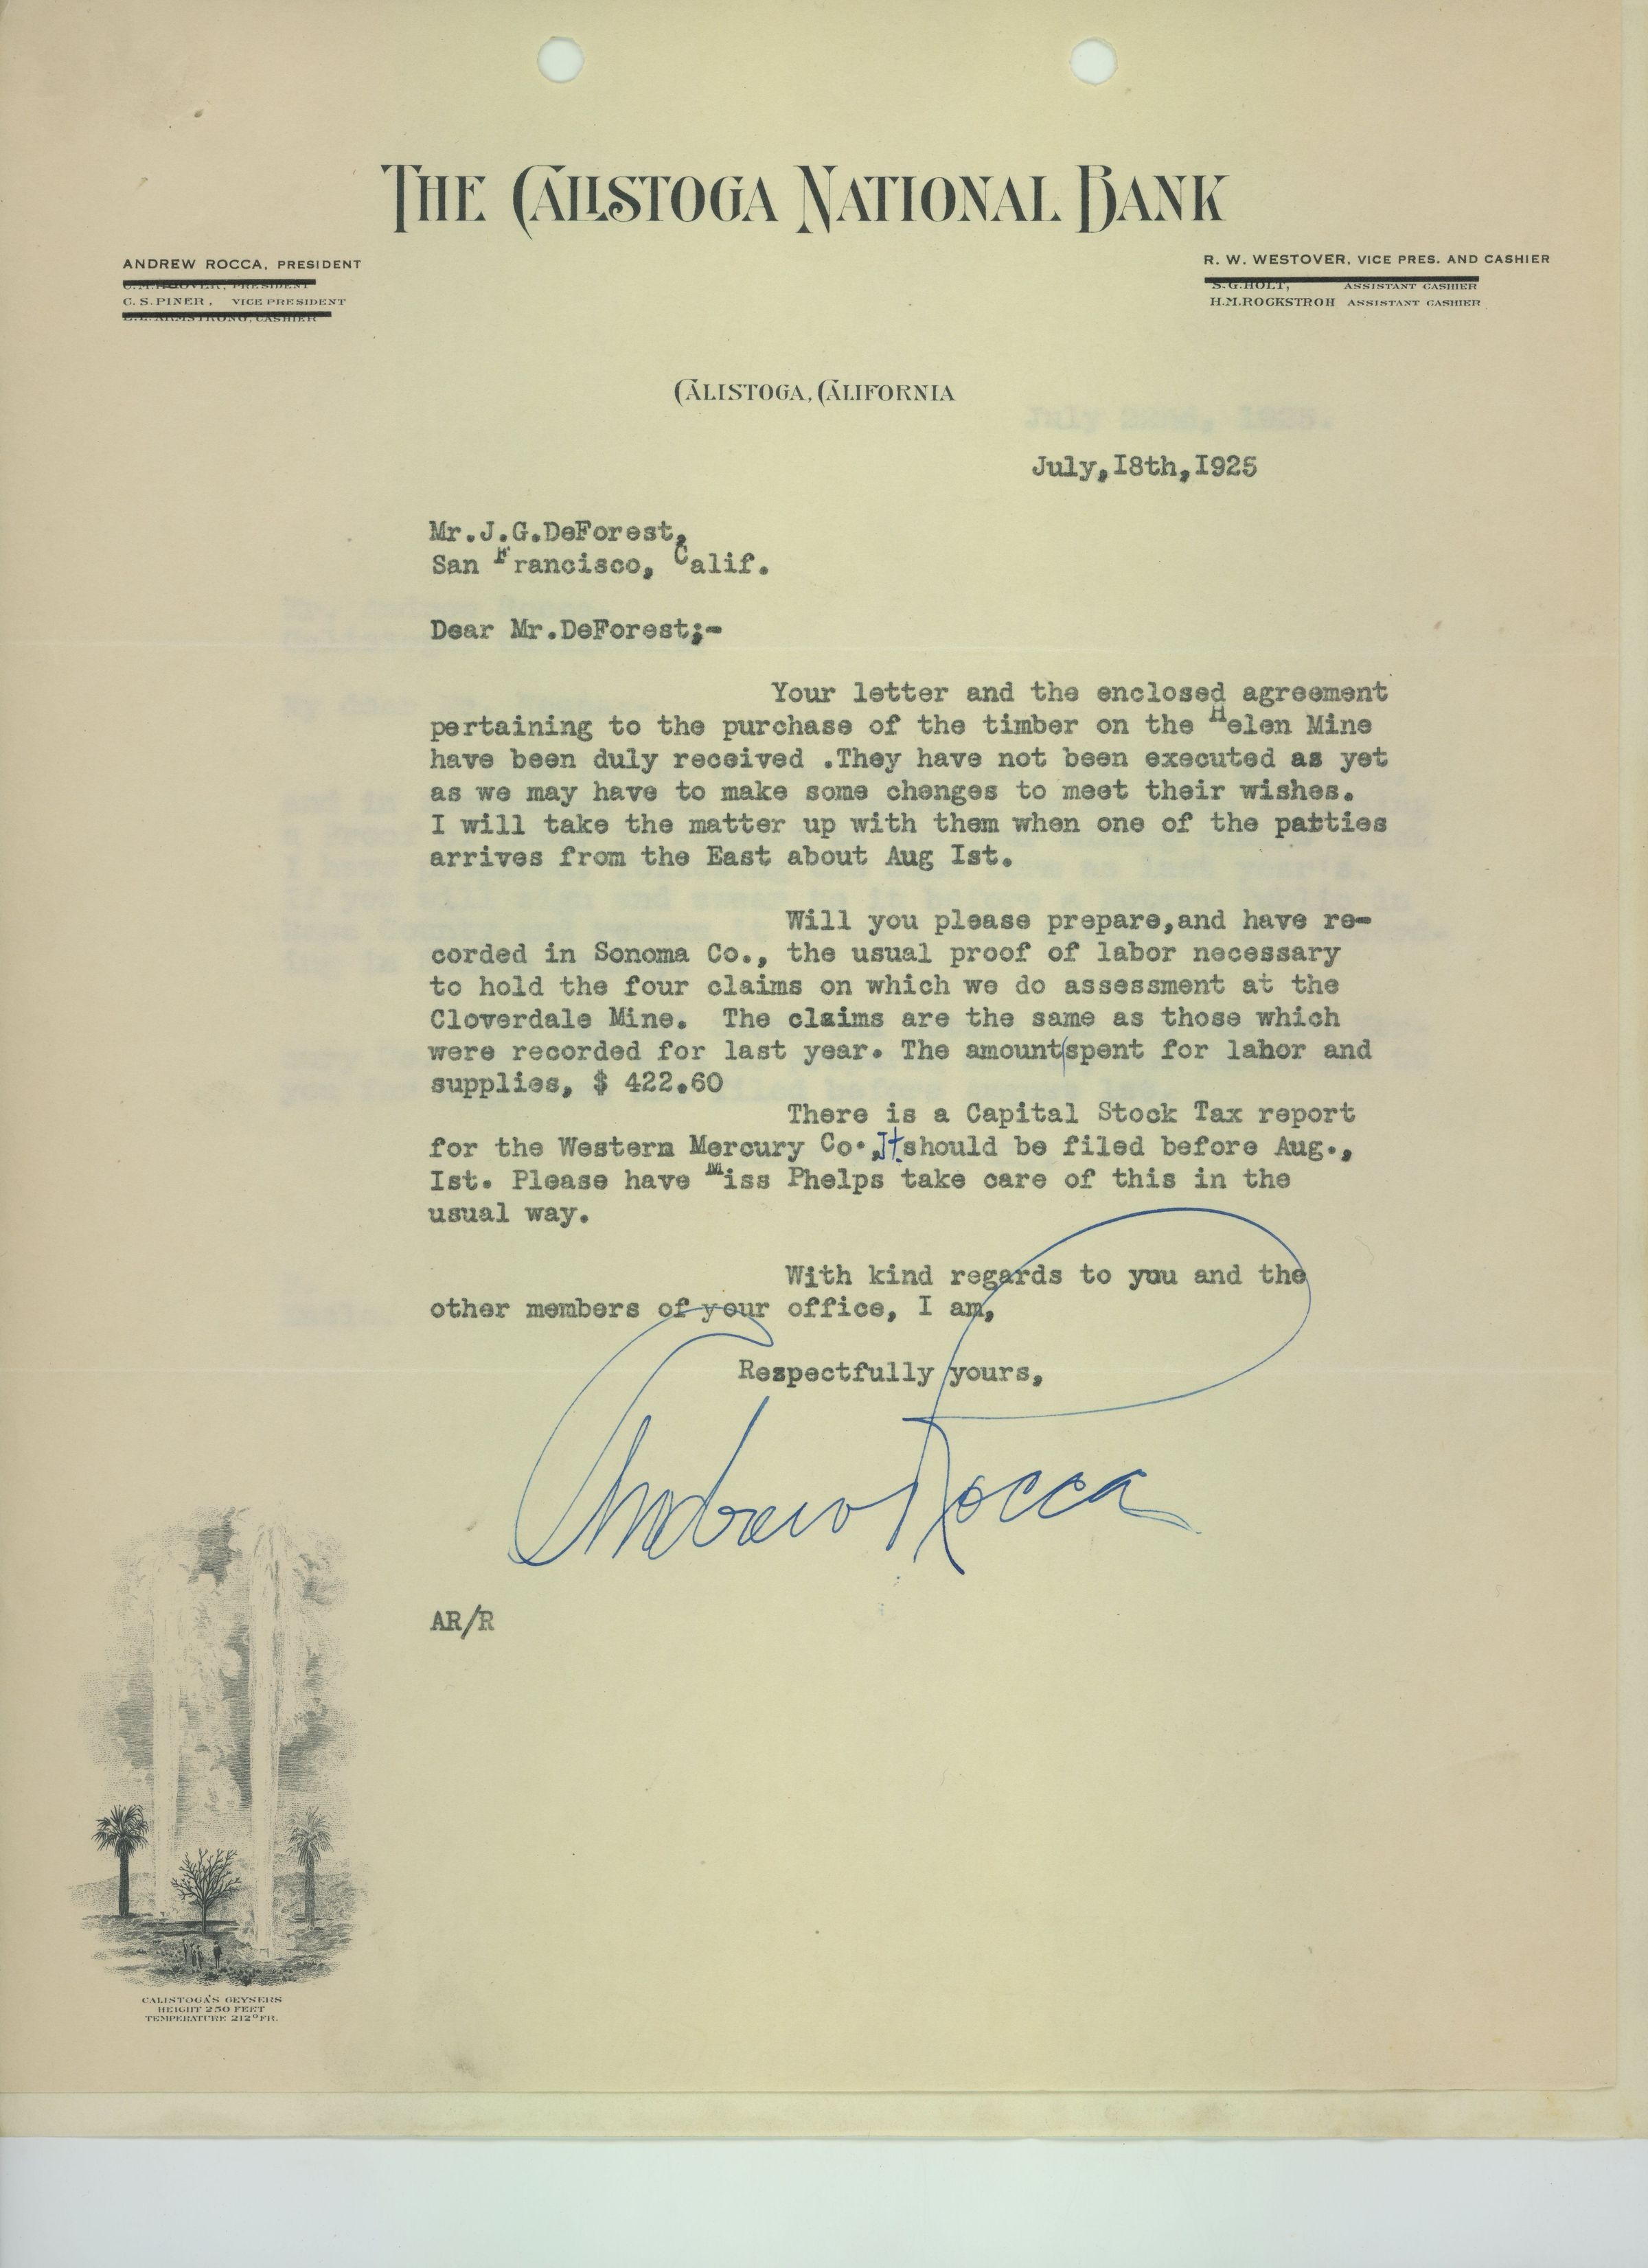 THE CALISTOGA NATIONAL BANK
ANDREW ROCCA, PRESIDENT
C. S. PINER, VICE PRESIDENT
R. W. WESTOVER, VICE PRES. AND CASHIER
S. G. HOLT, ASSISTANT CASHIER
H.M.ROCKSTROH ASSISTANT CASHIER
CALISTOGA, CALIFORNIA
July 22nd, 1925.
July,I8th,I925
Mr.J.G.DeForest,
San Francisco, Calif.
Dear Mr.DeForest;-
Your letter and the enclosed agreement
pertaining to the purchase of the timber on the Helen Mine
have been duly received .They have not been executed as yet
as we may have to make some chenges to meet their wishes.
I will take the matter up with them when one of the patties
arrives from the East about Aug Ist.
Will you please prepare,and have re-
corded in Sonoma Co., the usual proof of labor necessary
to hold the four claims on which we do assessment at the
Cloverdale Mine. The claims are the same as those which
were recorded for last year. The amount(spent for lahor and
supplies, $ 422.60
There is a Capital Stock Tax report
for the Western Mercury Co., It should be filed before Aug.,
Ist. Please have Miss Phelps take care of this in the
usual way.
With kind regards to you and the
other members of your office, I am,
Respectfully yours,
Andrew Rocca
AR/R
CALISTOGA'S GEYSERS
HEIGHT 250 FEET
TEMPERATURE 212° FR.